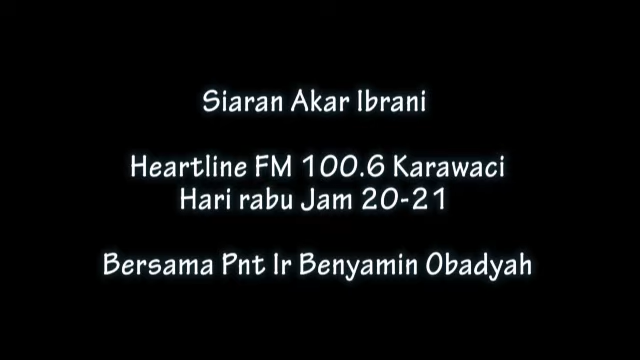 Siaran Akar Ibrani
Heartline FM 100.6 Karawaci
Hari rabu Jam 20-21
Bersama Pnt Ir Benyamin Obadyah